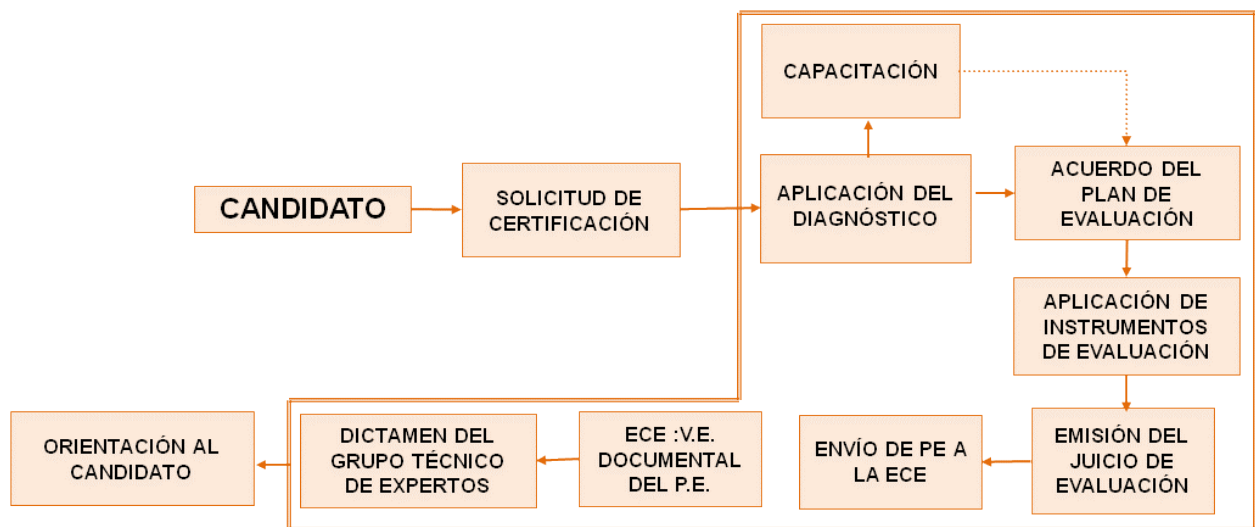 CAPACITACIÓN
CANDIDATO
SOLICITUD DE
CERTIFICACIÓN
APLICACIÓN DEL
DIAGNÓSTICO
ACUERDO DEL
PLAN DE
EVALUACIÓN
APLICACIÓN DE
INSTRUMENTOS
DE EVALUACIÓN
EMISIÓN DEL
JUICIO DE
EVALUACIÓN
ENVÍO DE PE A
LA ECE
ECE :V.E.
DOCUMENTAL
DEL P.E.
DICTAMEN DEL
GRUPO TÉCNICO
DE EXPERTOS
ORIENTACIÓN AL
CANDIDATO